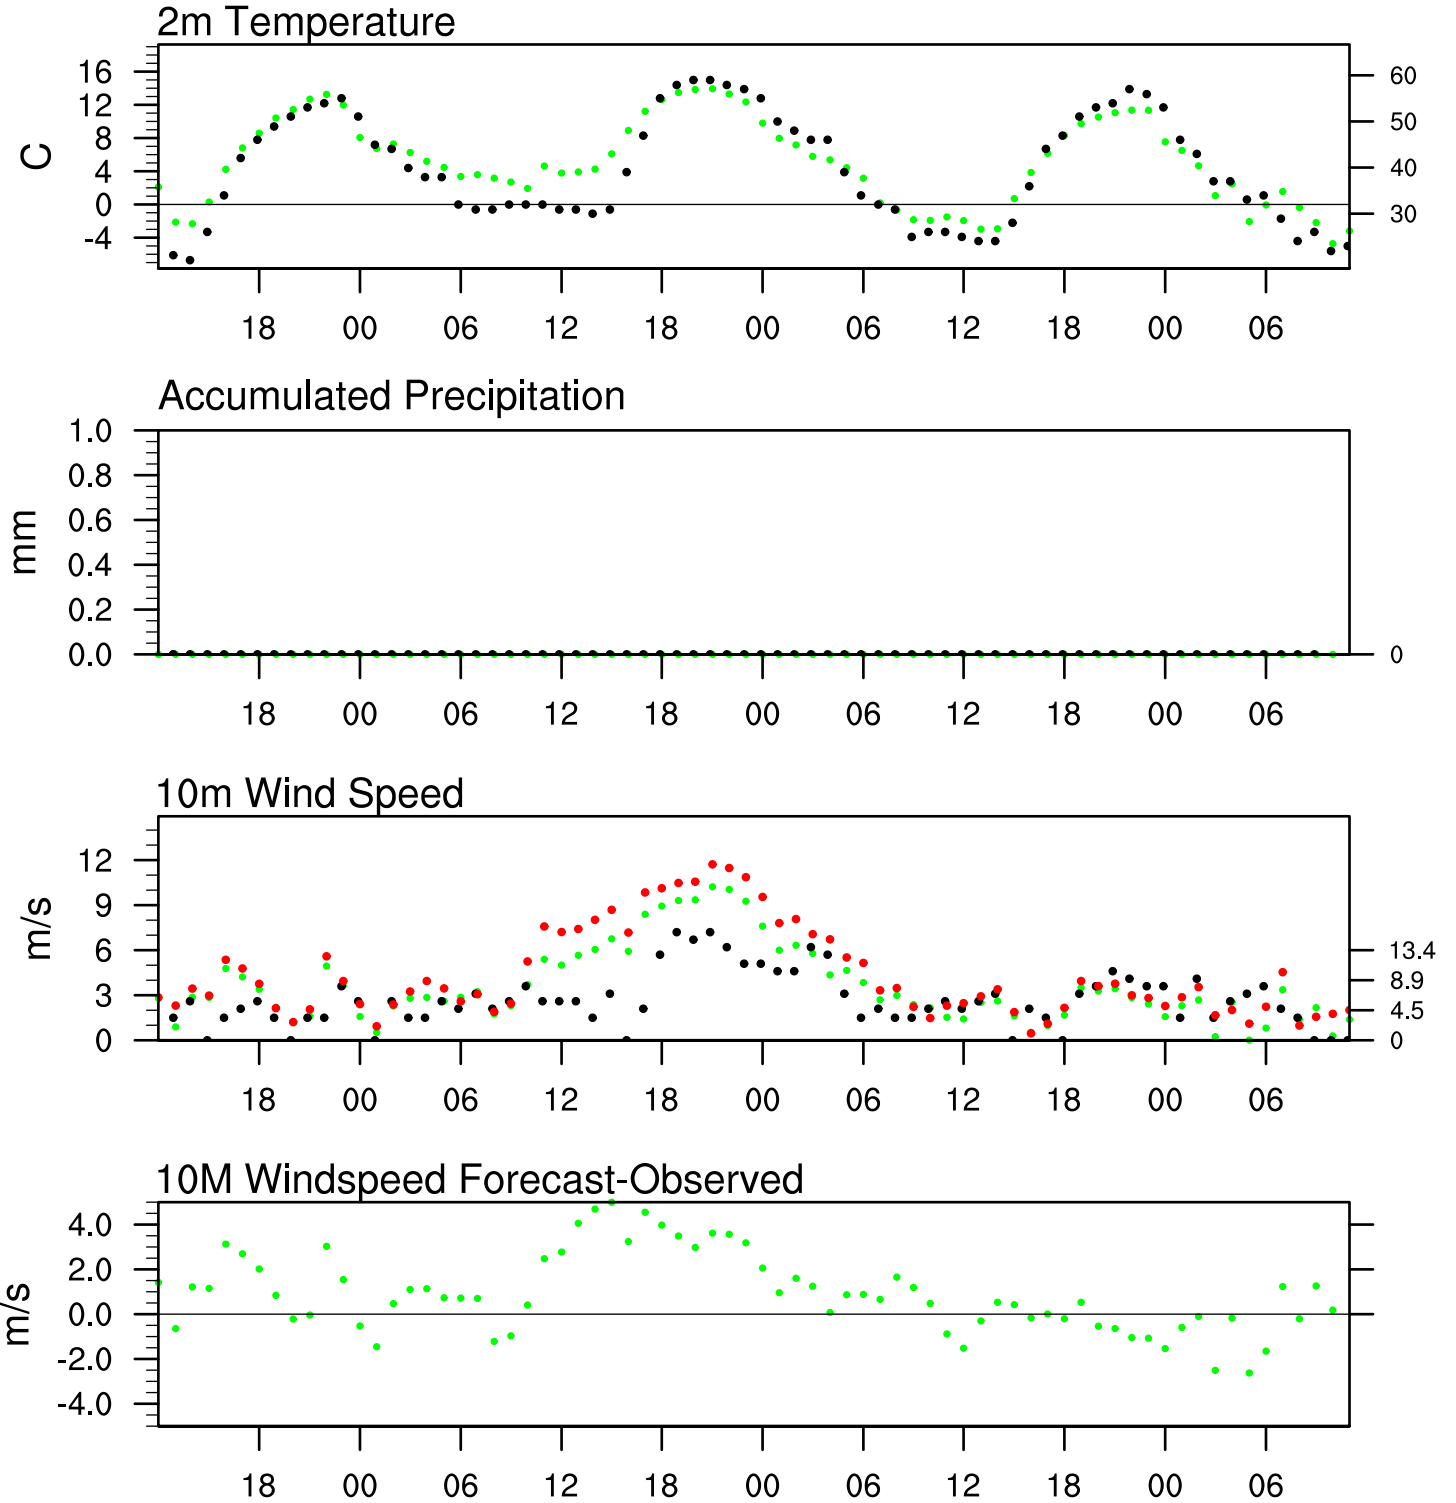 2m Temperature
16
12
8
4
0
-4
C
60
50
40
30
18 00 06 12 18 00 06 12 18 00 06
Accumulated Precipitation
1.0
0.8
0.6
0.4
0.2
0.0
mm
0
18 00 06 12 18 00 06 12 18 00 06
10m Wind Speed
12
9
6
3
0
m/s
13.4
8.9
4.5
0
18 00 06 12 18 00 06 12 18 00 06
10M Windspeed Forecast-Observed
4.0
2.0
0.0
-2.0
-4.0
m/s
18 00 06 12 18 00 06 12 18 00 06